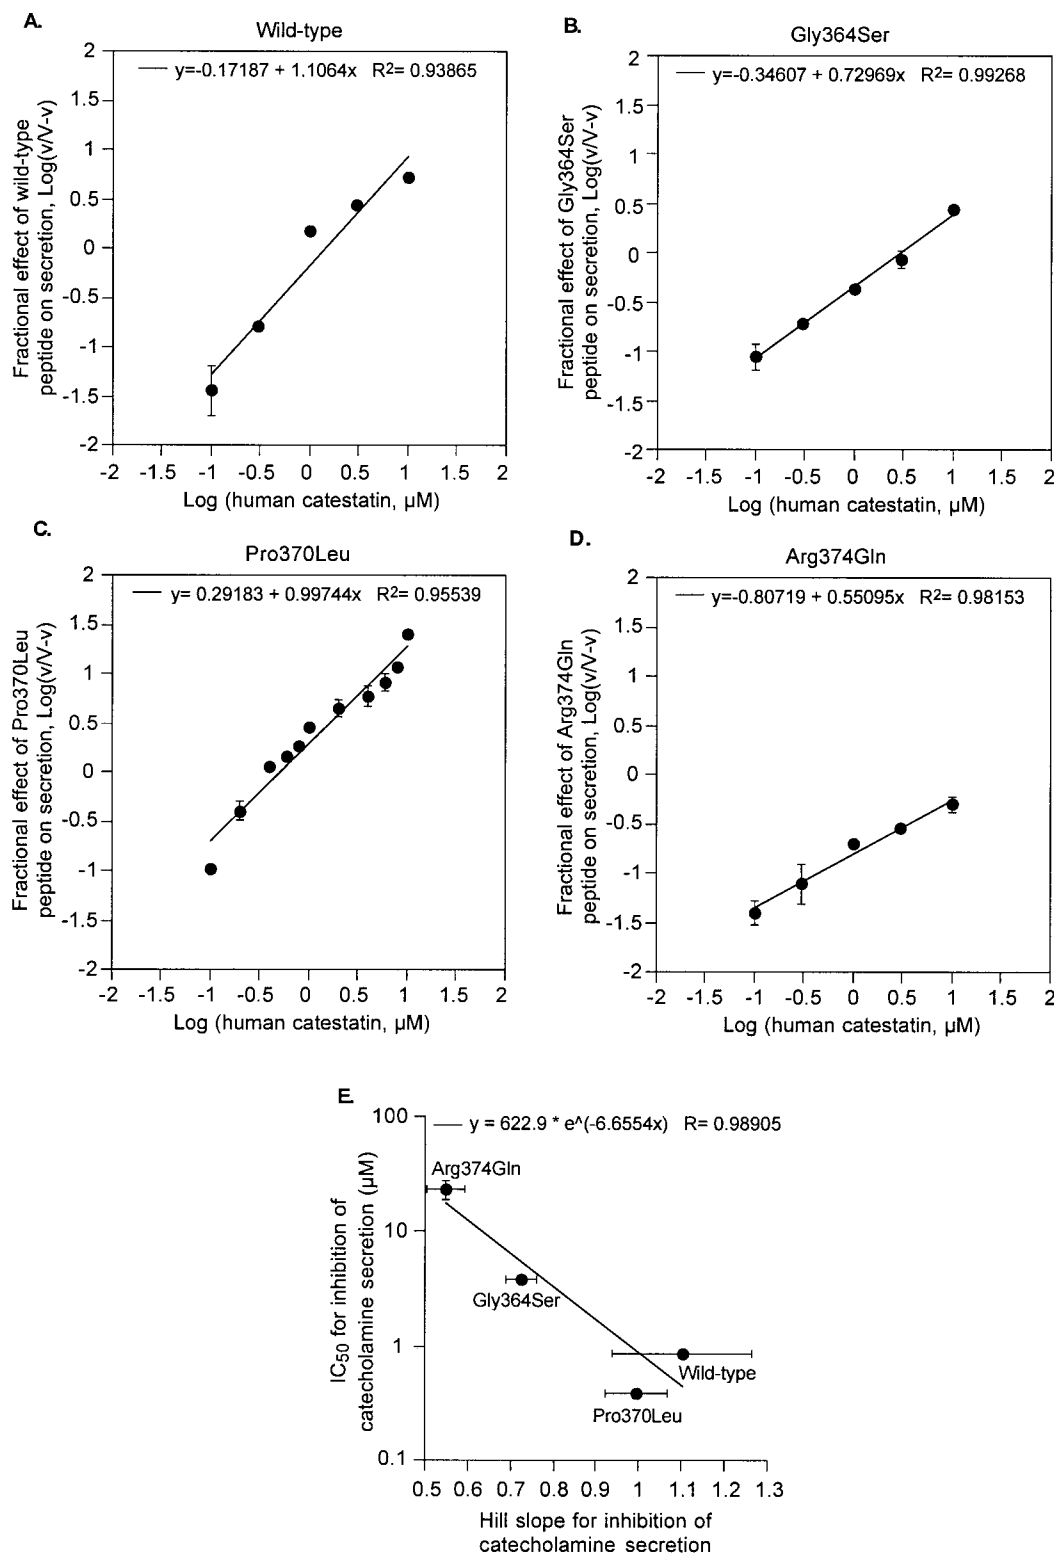 A.
Wild-type
y=-0.17187 + 1.1064x R2= 0.93865
Fractional effect of wild-type
peptide on secretion, Log(v/V-v)
2
1.5
1
0.5
0
-0.5
-1
-1.5
-2
-2 -1.5 -1 -0.5 0 0.5 1 1.5 2
Log (human catestatin, µM)
B.
Gly364Ser
y=-0.34607 + 0.72969x R2= 0.99268
Fractional effect of Gly364Ser
peptide on secretion, Log(v/V-v)
2
1.5
1
0.5
0
-0.5
-1
-1.5
-2
-2 -1.5 -1 -0.5 0 0.5 1 1.5 2
Log (human catestatin, µM)
C.
Pro370Leu
y= 0.29183 + 0.99744x R2= 0.95539
Fractional effect of Pro370Leu
peptide on secretion, Log(v/V-v)
2
1.5
1
0.5
0
-0.5
-1
-1.5
-2
-2 -1.5 -1 -0.5 0 0.5 1 1.5 2
Log (human catestatin, µM)
D.
Arg374Gln
y=-0.80719 + 0.55095x R2= 0.98153
Fractional effect of Arg374Gln
peptide on secretion, Log(v/V-v)
2
1.5
1
0.5
0
-0.5
-1
-1.5
-2
-2 -1.5 -1 -0.5 0 0.5 1 1.5 2
Log (human catestatin, µM)
E.
y = 622.9 * e^(-6.6554x) R= 0.98905
IC50 for inhibition of
catecholamine secretion (µM)
100
10
1
0.1
Arg374Gln
Gly364Ser
Wild-type
Pro370Leu
0.5 0.6 0.7 0.8 0.9 1 1.1 1.2 1.3
Hill slope for inhibition of
catecholamine secretion